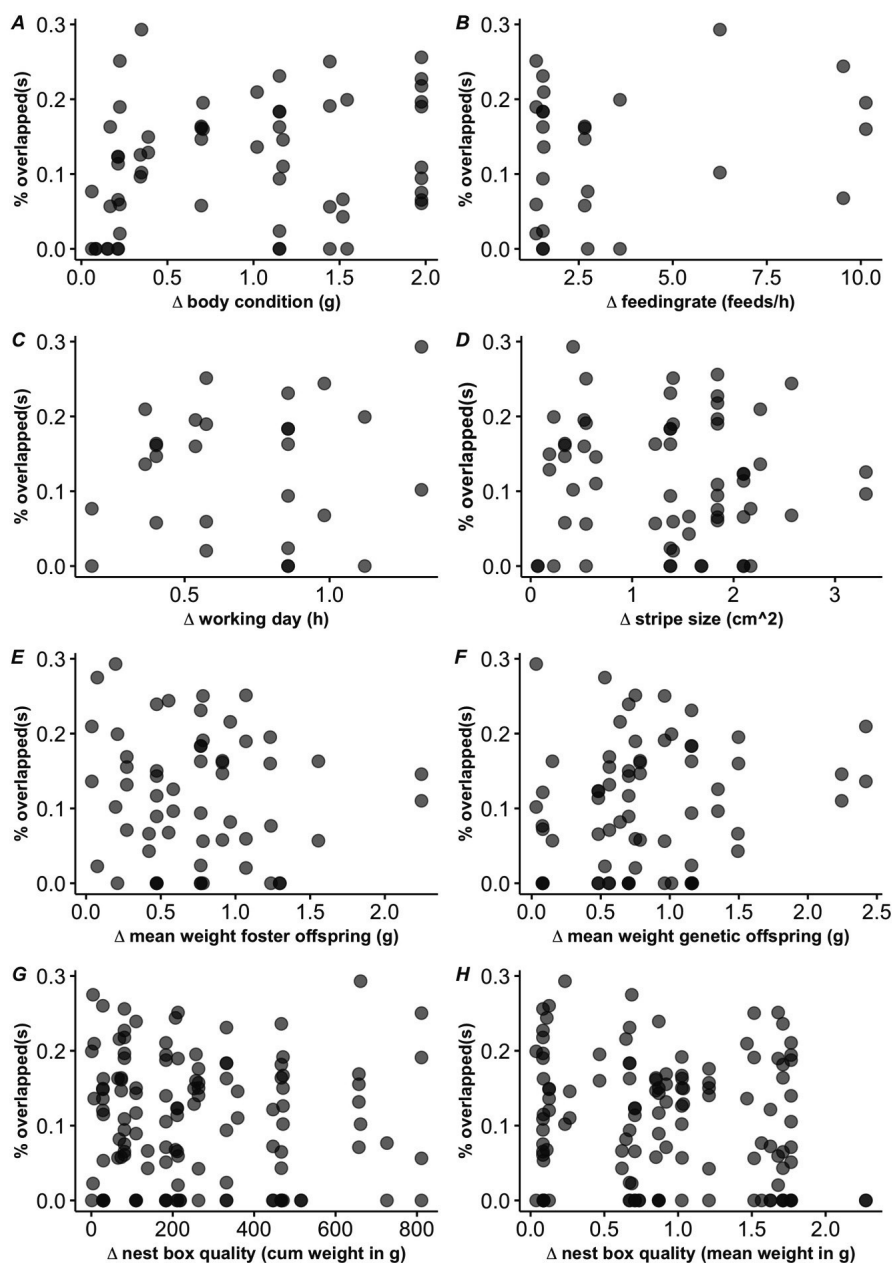 A
B
0.3
0.2
0.1
0.0
% overlapped(s)
0.0 0.5 1.0 1.5 2.0
Δ body condition (g)
0.3
0.2
0.1
0.0
% overlapped(s)
2.5 5.0 7.5 10.0
Δ feedingrate (feeds/h)
C
D
0.3
0.2
0.1
0.0
% overlapped(s)
0.5 1.0
Δ working day (h)
0.3
0.2
0.1
0.0
% overlapped(s)
0 1 2 3
Δ stripe size (cm^2)
E
F
0.3
0.2
0.1
0.0
% overlapped(s)
0.0 0.5 1.0 1.5 2.0
Δ mean weight foster offspring (g)
0.3
0.2
0.1
0.0
% overlapped(s)
0.0 0.5 1.0 1.5 2.0 2.5
Δ mean weight genetic offspring (g)
G
H
0.3
0.2
0.1
0.0
% overlapped(s)
0 200 400 600 800
Δ nest box quality (cum weight in g)
0.3
0.2
0.1
0.0
% overlapped(s)
0.0 0.5 1.0 1.5 2.0
Δ nest box quality (mean weight in g)